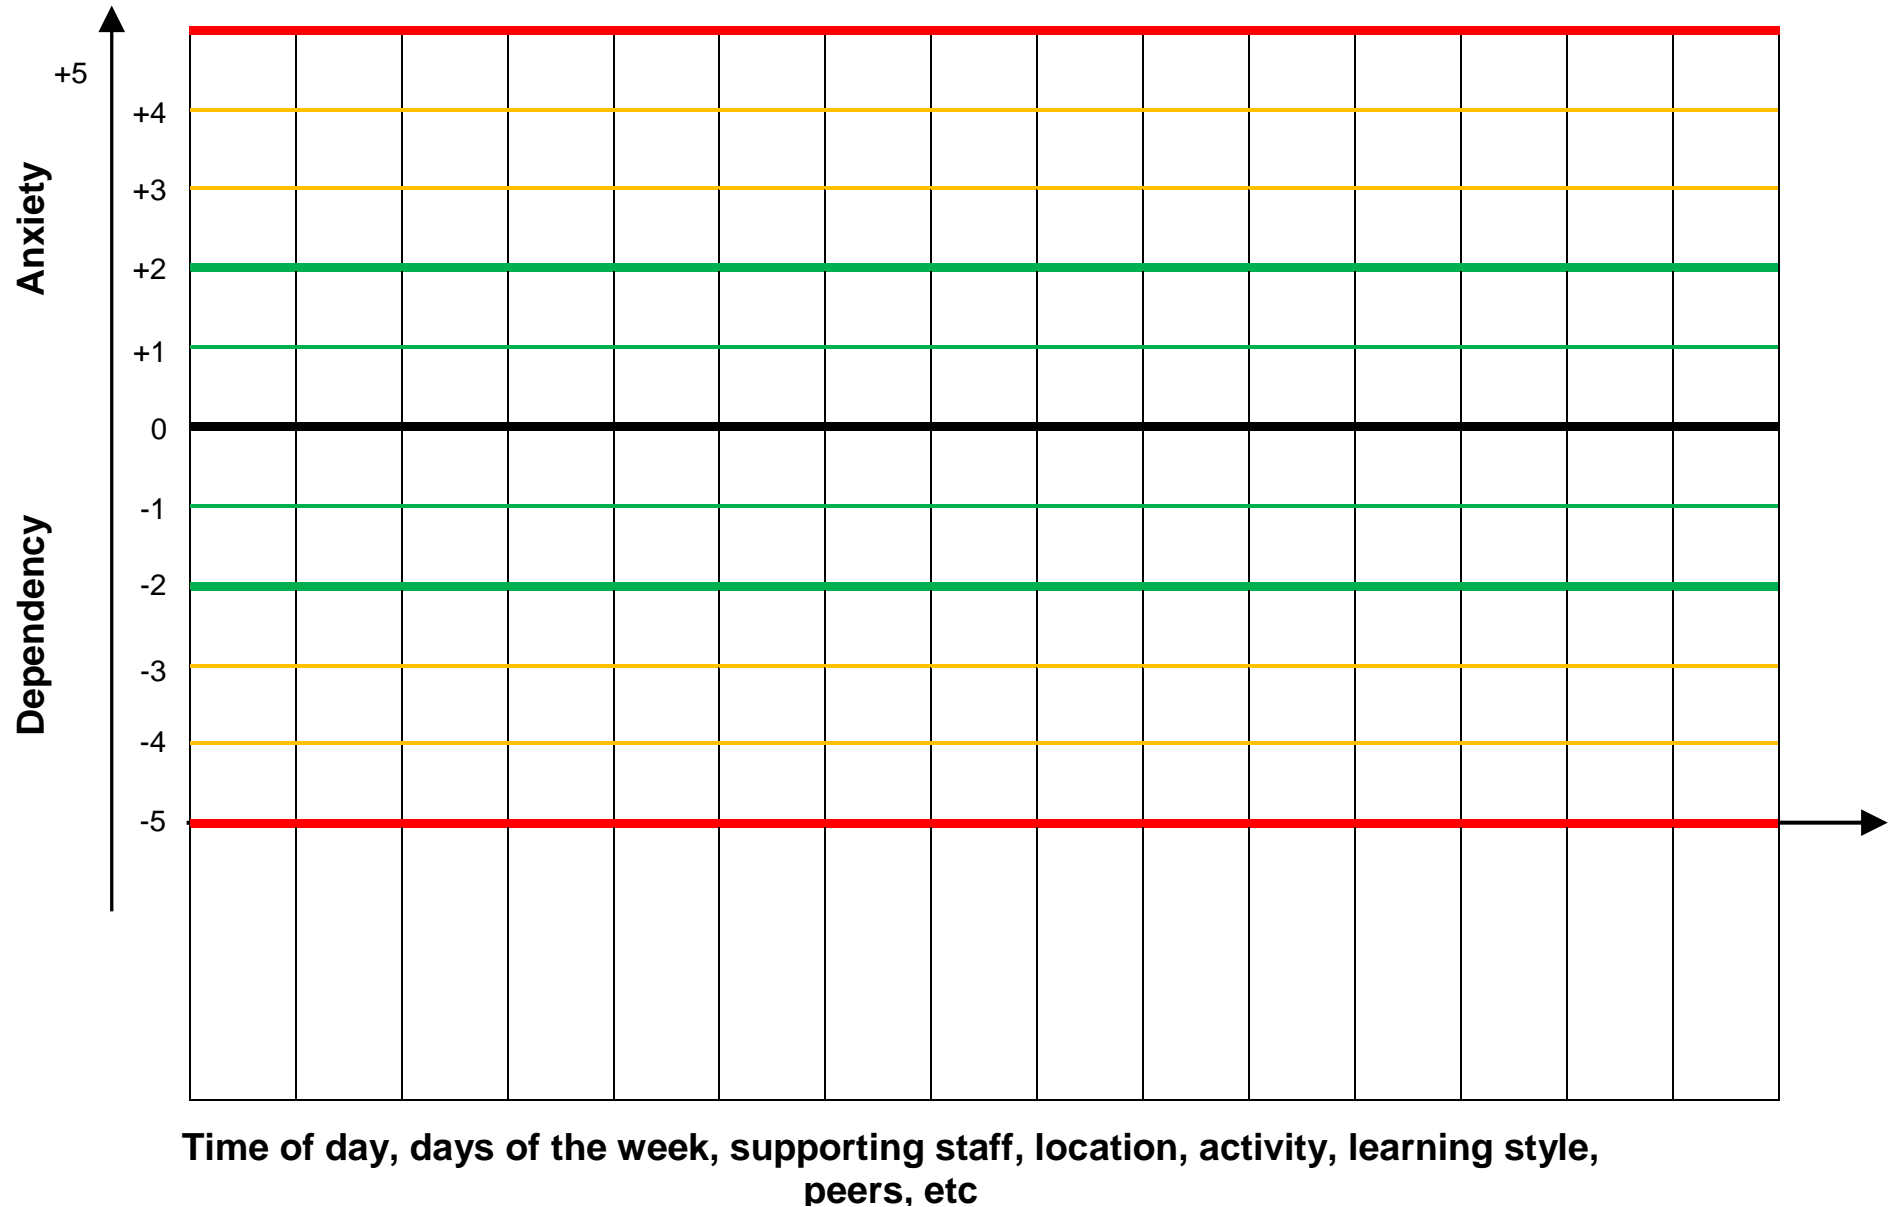 +5
+4
Anxiety
+3
+2
+1
0
-1
Dependency
-2
-3
-4
-5
Time of day, days of the week, supporting staff, location, activity, learning style,
peers, etc